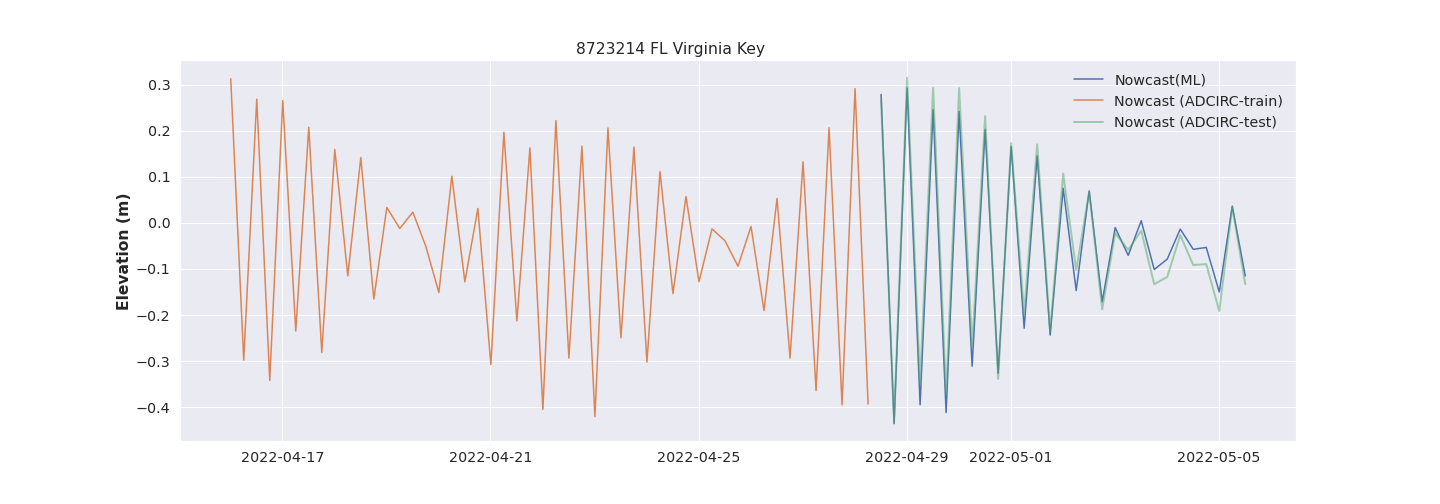 8723214 FL Virginia Key
Nowcast(ML)
Nowcast (ADCIRC-train)
Nowcast (ADCIRC-test)
Elevation (m)
0.3
0.2
0.1
0.0
−0.1
−0.2
−0.3
−0.4
2022-04-17 2022-04-21 2022-04-25 2022-04-29 2022-05-01 2022-05-05